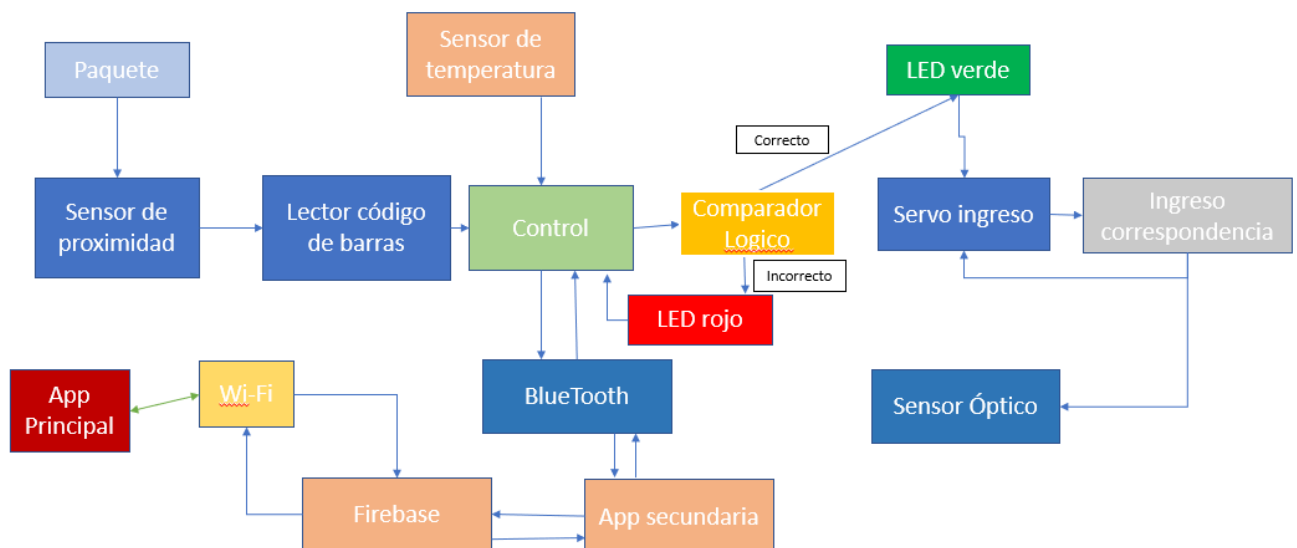 Sensor de
temperatura
Paquete
LED verde
Correcto
Sensor de
proximidad
Lector código
de barras
Control
Comparador
Logico
Servo ingreso
Ingreso
correspondencia
Incorrecto
LED rojo
App
Principal
Wi-Fi
BlueTooth
Sensor Óptico
Firebase
App secundaria